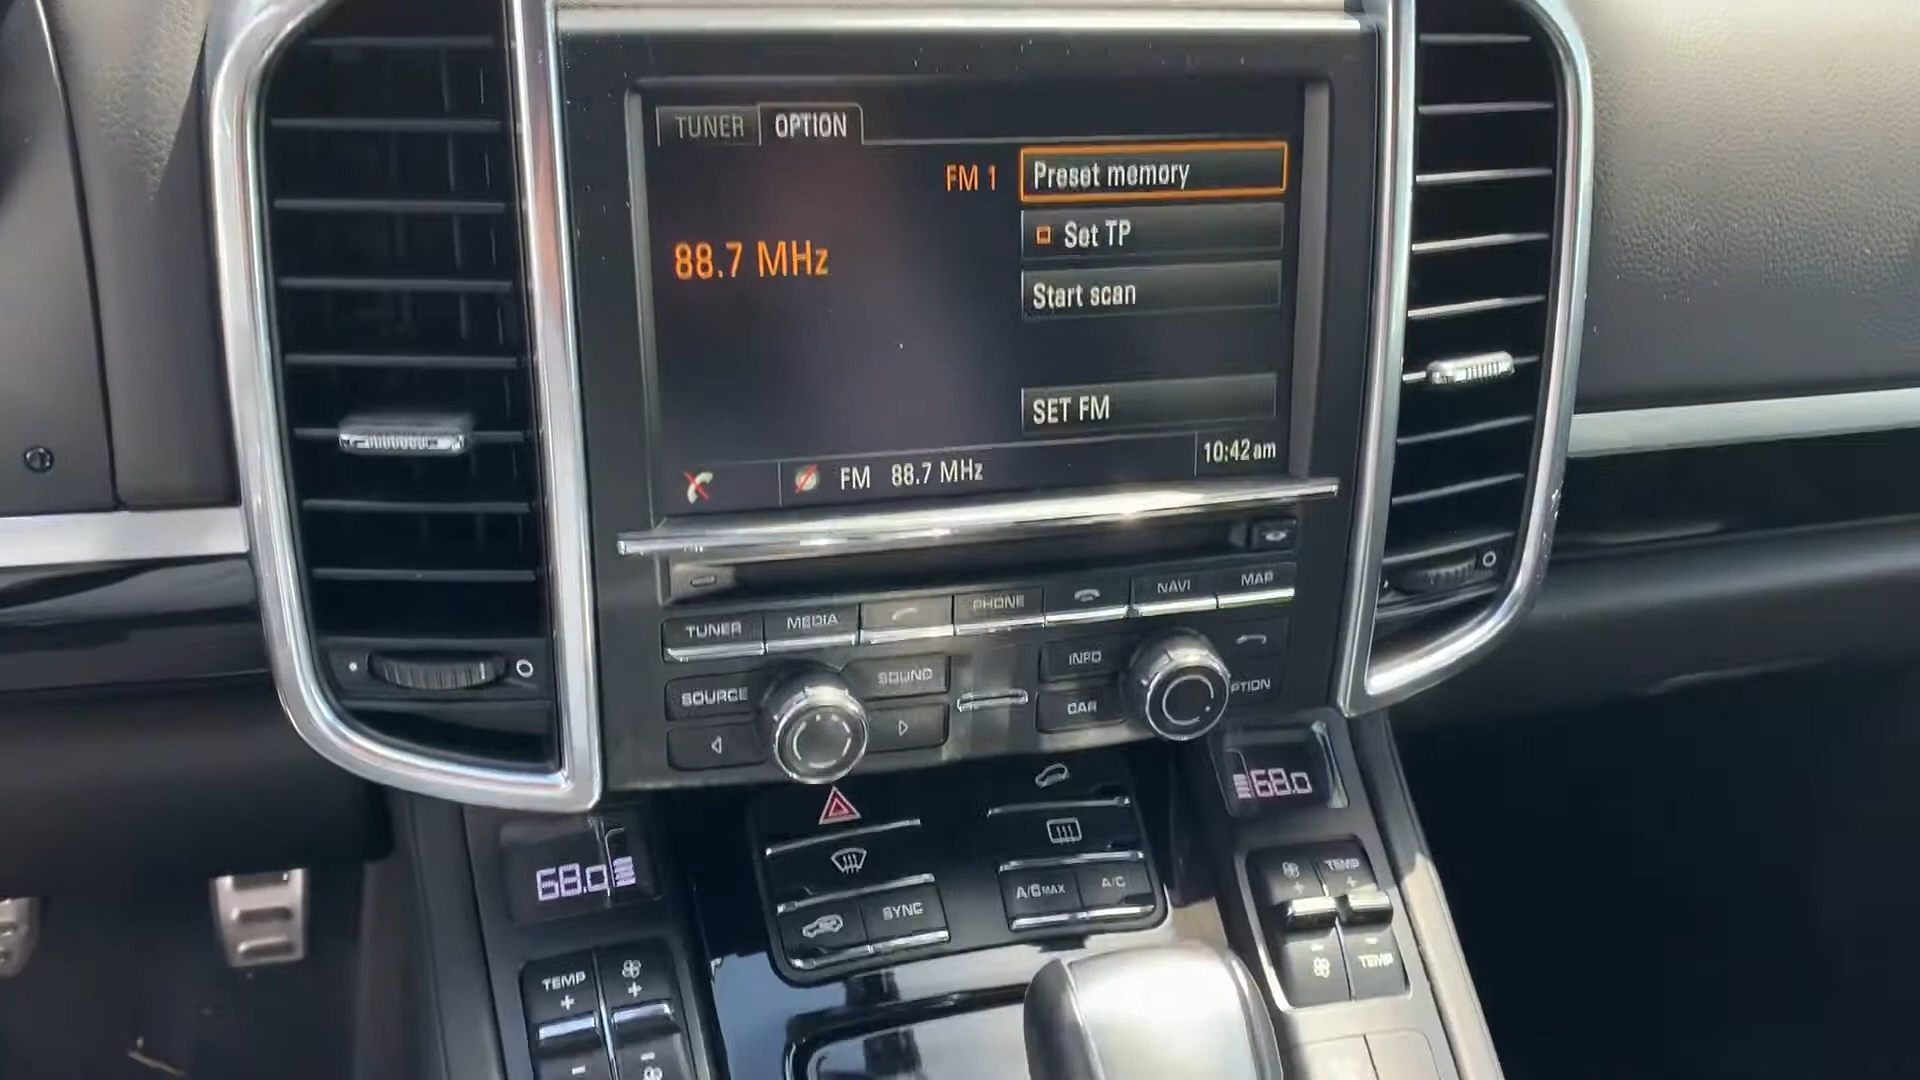 TUNER OPTION
FM 1
Preset memory
Set TP
88.7 MHz
Start scan
SET FM
FM 88.7 MHz
10:42 am
TUNER MEDIA PHONE NAVI MAP
SOURCE SOUND INFO
CAR PTION
68.0
68.0
SYNC A/C MAX A/C
TEMP
TEMP
TEMP